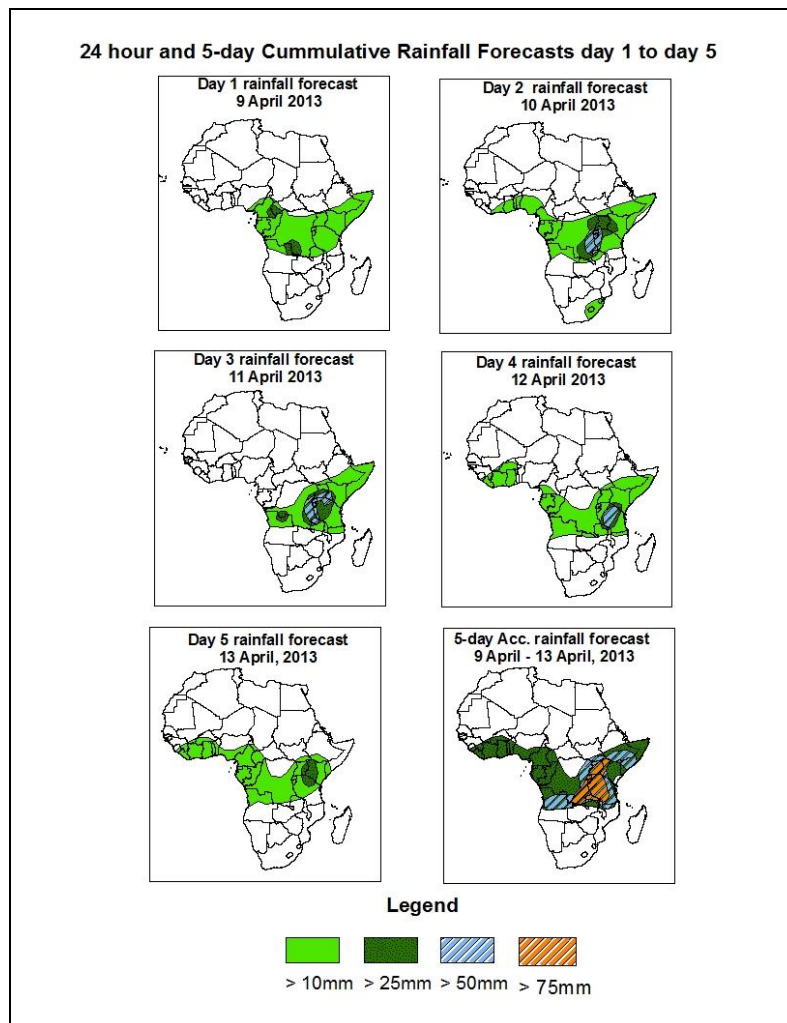 24 hour and 5-day Cummulative Rainfall Forecasts day 1 to day 5
Day 1 rainfall forecast
9 April 2013
Day 2 rainfall forecast
10 April 2013
Day 3 rainfall forecast
11 April 2013
Day 4 rainfall forecast
12 April 2013
Day 5 rainfall forecast
13 April, 2013
5-day Acc. rainfall forecast
9 April - 13 April, 2013
Legend
> 10mm > 25mm > 50mm > 75mm